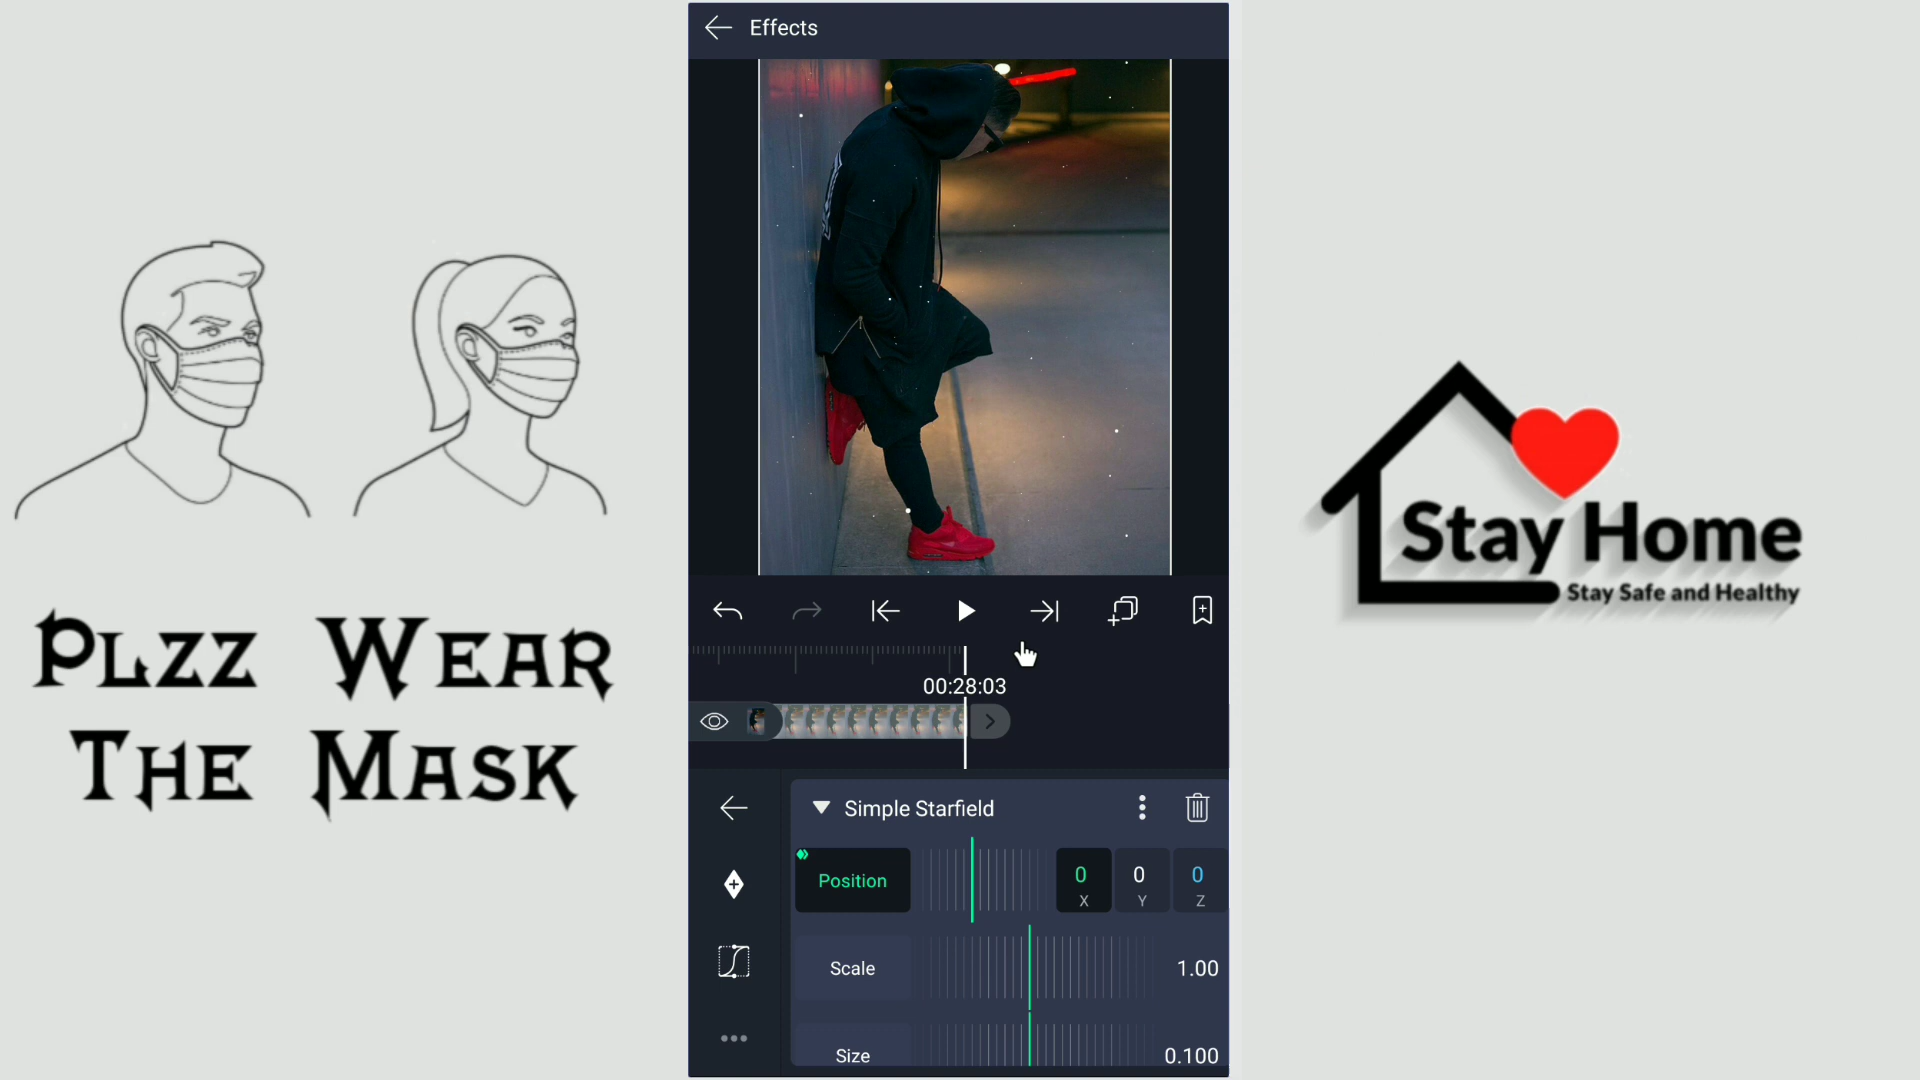 Effects
Plzz Wear
The Mask
Stay Home
Stay Safe and Healthy
00:28:03
Simple Starfield
Position
0
X
0
Y
0
Z
Scale
1.00
Size
0.100